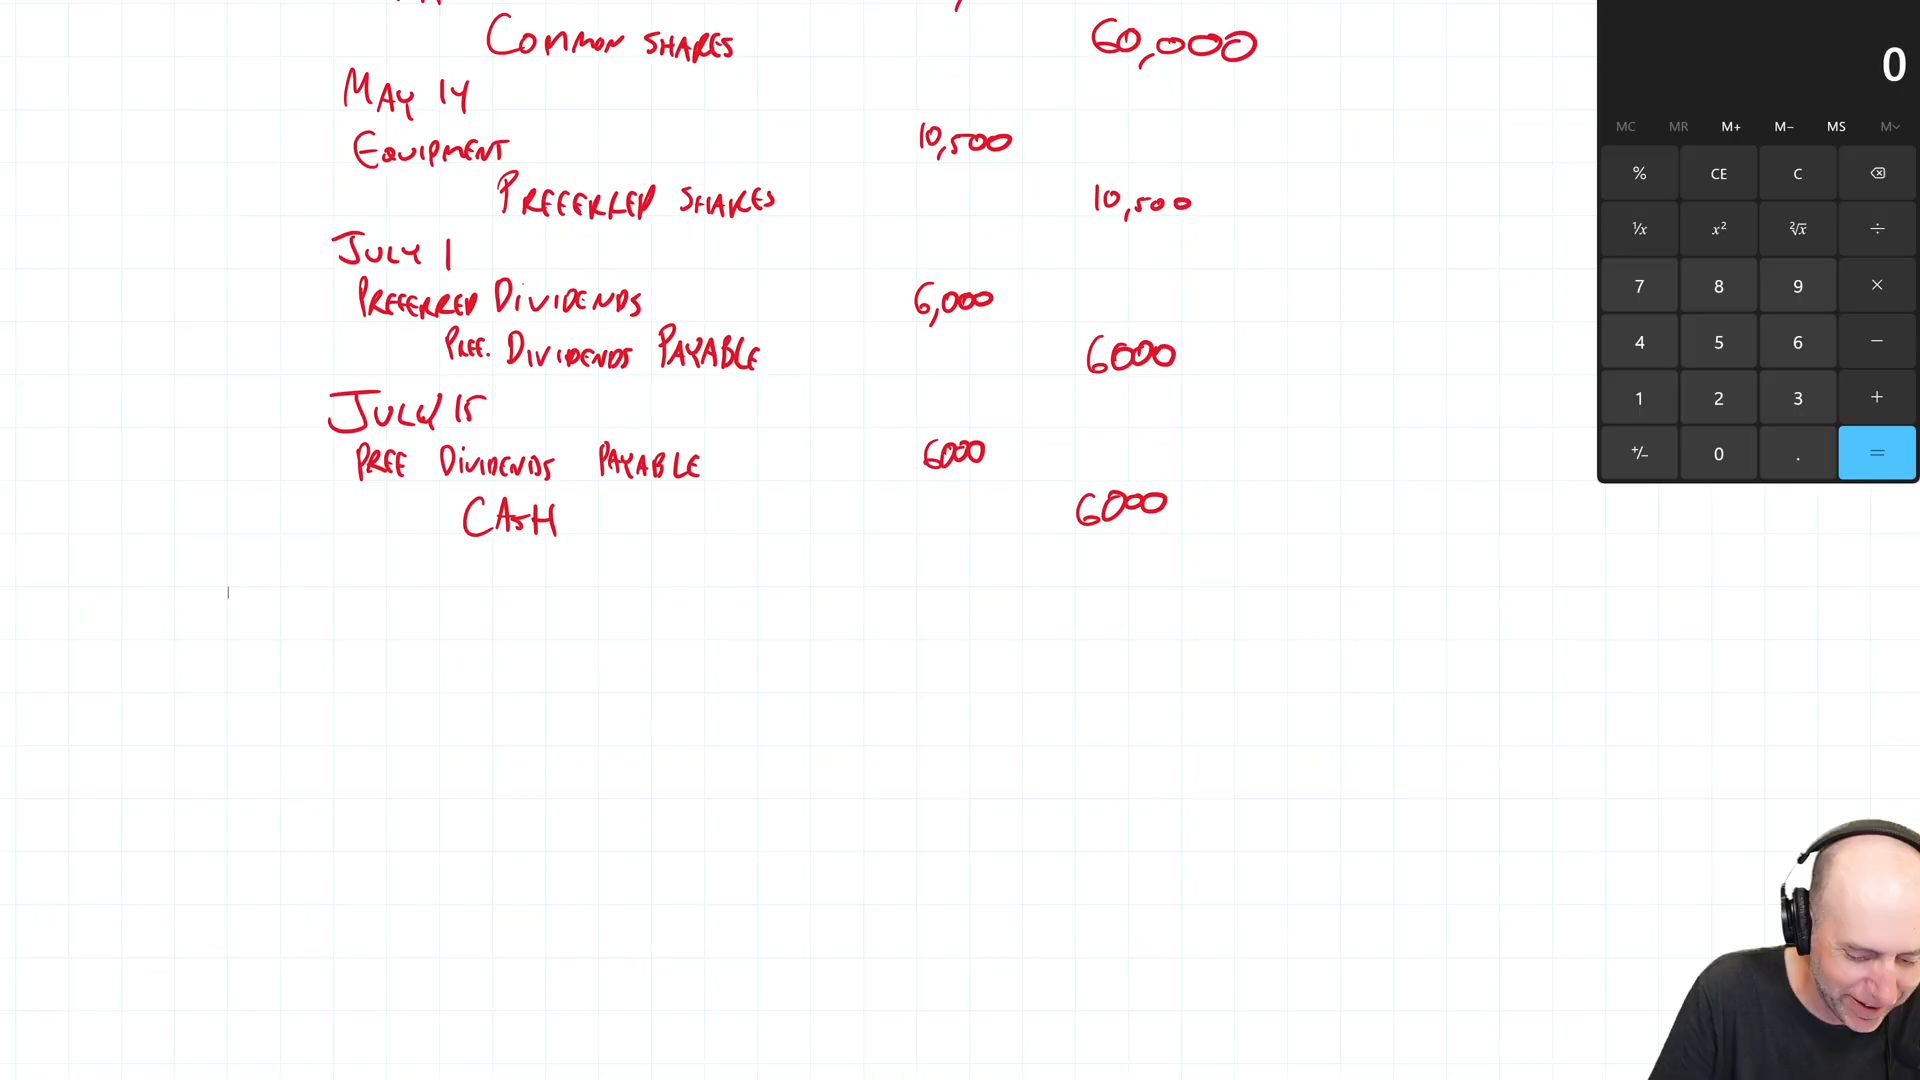 COMMON SHARES 60,000
MAY 14
EQUIPMENT 10,500
PREFERRED SHARES 10,500
JULY 1
PREFERRED DIVIDENDS 6,000
PREF. DIVIDENDS PAYABLE 6000
JULY 15
PREF DIVIDENDS PAYABLE 6000
CASH 6000
0
MC MR M+ M− MS M˅
% CE C ⌫
¹/x x² ²√x ÷
7 8 9 ×
4 5 6 −
1 2 3 +
+/− 0 . =